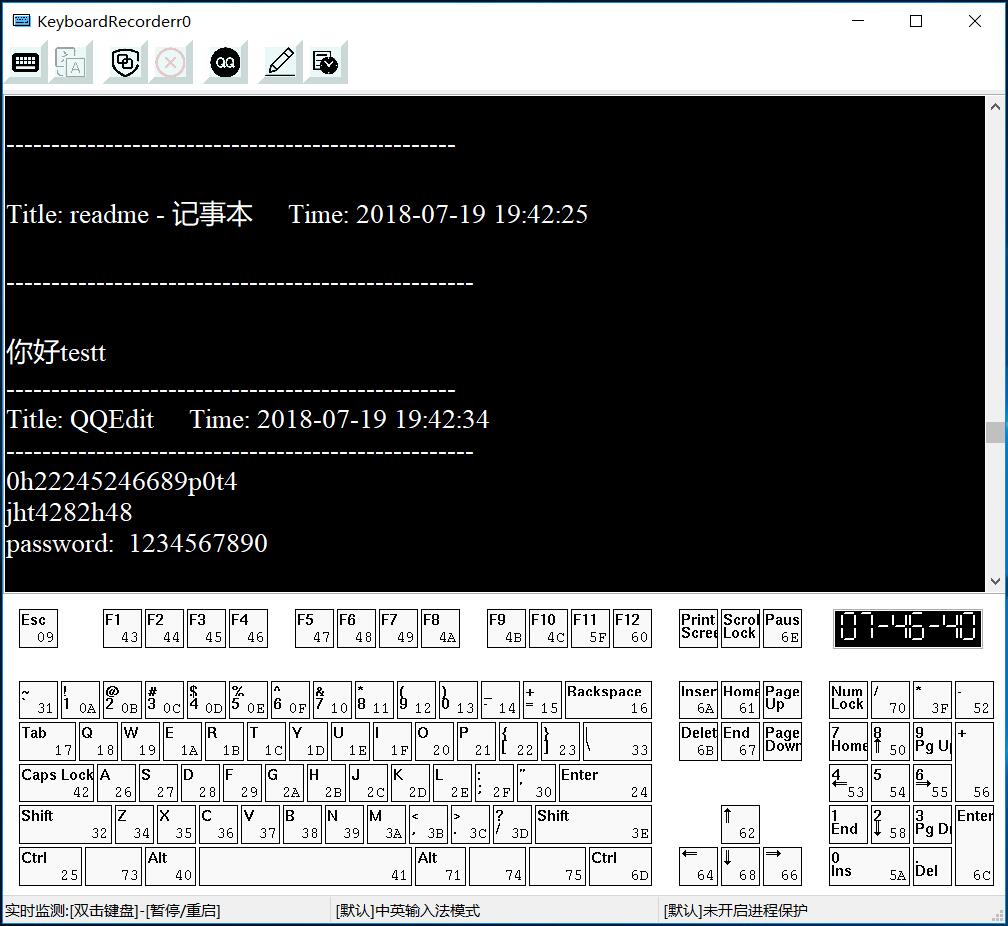 KeyboardRecorderr0
A
QQ
--------------------------------------------------
Title: readme - 记事本 Time: 2018-07-19 19:42:25
----------------------------------------------------
你好testt
--------------------------------------------------
Title: QQEdit Time: 2018-07-19 19:42:34
----------------------------------------------------
0h22245246689p0t4
jht4282h48
password: 1234567890
Esc 09 F1 43 F2 44 F3 45 F4 46 F5 47 F6 48 F7 49 F8 4A F9 4B F10 4C F11 5F F12 60 Print Scree Scrol Lock Paus 6E 07-46-40
~ ` 31 ! 1 0A @ 2 0B # 3 0C $ 4 0D % 5 0E ^ 6 0F & 7 10 * 8 11 ( 9 12 ) 0 13 _ - 14 + = 15 Backspace 16 Inser 6A Home 61 Page Up Num Lock / 70 * 3F - 52
Tab 17 Q 18 W 19 E 1A R 1B T 1C Y 1D U 1E I 1F O 20 P 21 { [ 22 } ] 23 | \ 33 Delet 6B End 67 Page Down 7 Home 8 ↑ 50 9 Pg U + 56
Caps Lock 42 A 26 S 27 D 28 F 29 G 2A H 2B J 2C K 2D L 2E : ; 2F " ' 30 Enter 24 4 ← 53 5 54 6 → 55
Shift 32 Z 34 X 35 C 36 V 37 B 38 N 39 M 3A < , 3B > . 3C ? / 3D Shift 3E ↑ 62 1 End 2 ↓ 58 3 Pg D Enter 6C
Ctrl 25 73 Alt 40 41 Alt 71 74 75 Ctrl 6D ← 64 ↓ 68 → 66 0 Ins 5A . Del
实时监测:[双击键盘]-[暂停/重启] [默认]中英输入法模式 [默认]未开启进程保护